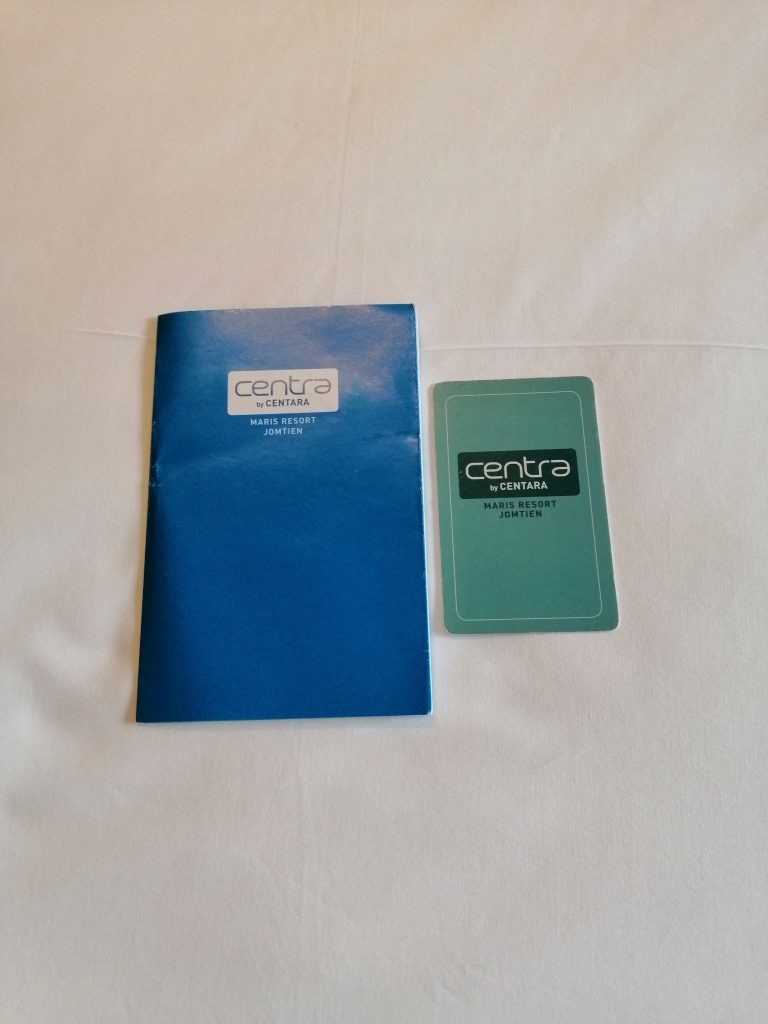 centra
by CENTARA
MARIS RESORT
JOMTIEN
centra
by CENTARA
MARIS RESORT
JOMTIEN